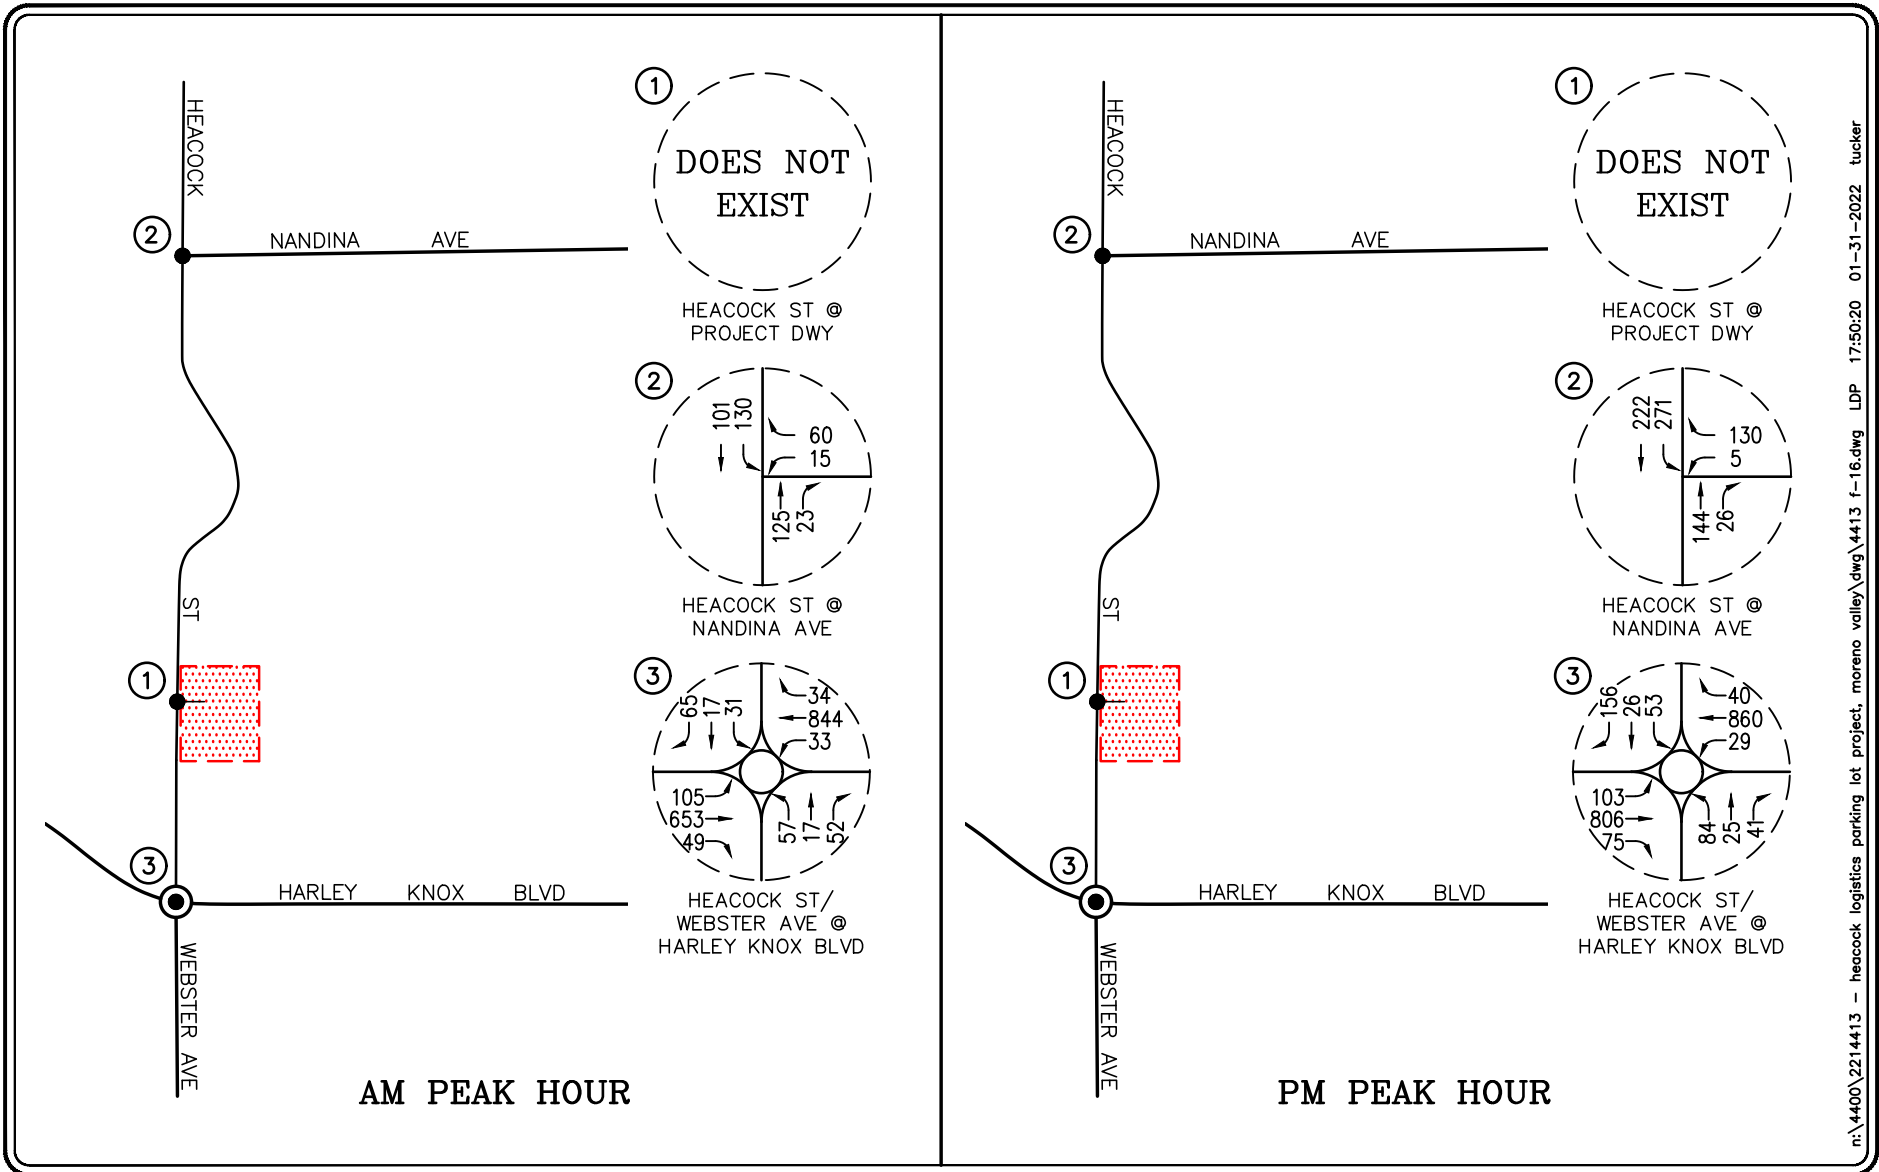 HEACOCK
2
NANDINA AVE
ST
1
3
HARLEY KNOX BLVD
WEBSTER AVE
AM PEAK HOUR
1
DOES NOT
EXIST
HEACOCK ST @
PROJECT DWY
2
101
130
60
15
125
23
HEACOCK ST @
NANDINA AVE
3
65
17
31
34
844
33
105
653
49
57
17
52
HEACOCK ST/
WEBSTER AVE @
HARLEY KNOX BLVD
HEACOCK
2
NANDINA AVE
ST
1
3
HARLEY KNOX BLVD
WEBSTER AVE
PM PEAK HOUR
1
DOES NOT
EXIST
HEACOCK ST @
PROJECT DWY
2
222
271
130
5
144
26
HEACOCK ST @
NANDINA AVE
3
156
26
53
40
860
29
103
806
75
84
25
41
HEACOCK ST/
WEBSTER AVE @
HARLEY KNOX BLVD
n:\4400\2214413 - heacock logistics parking lot project, moreno valley\dwg\4413 f-16.dwg LDP 17:50:20 01-31-2022 tucker